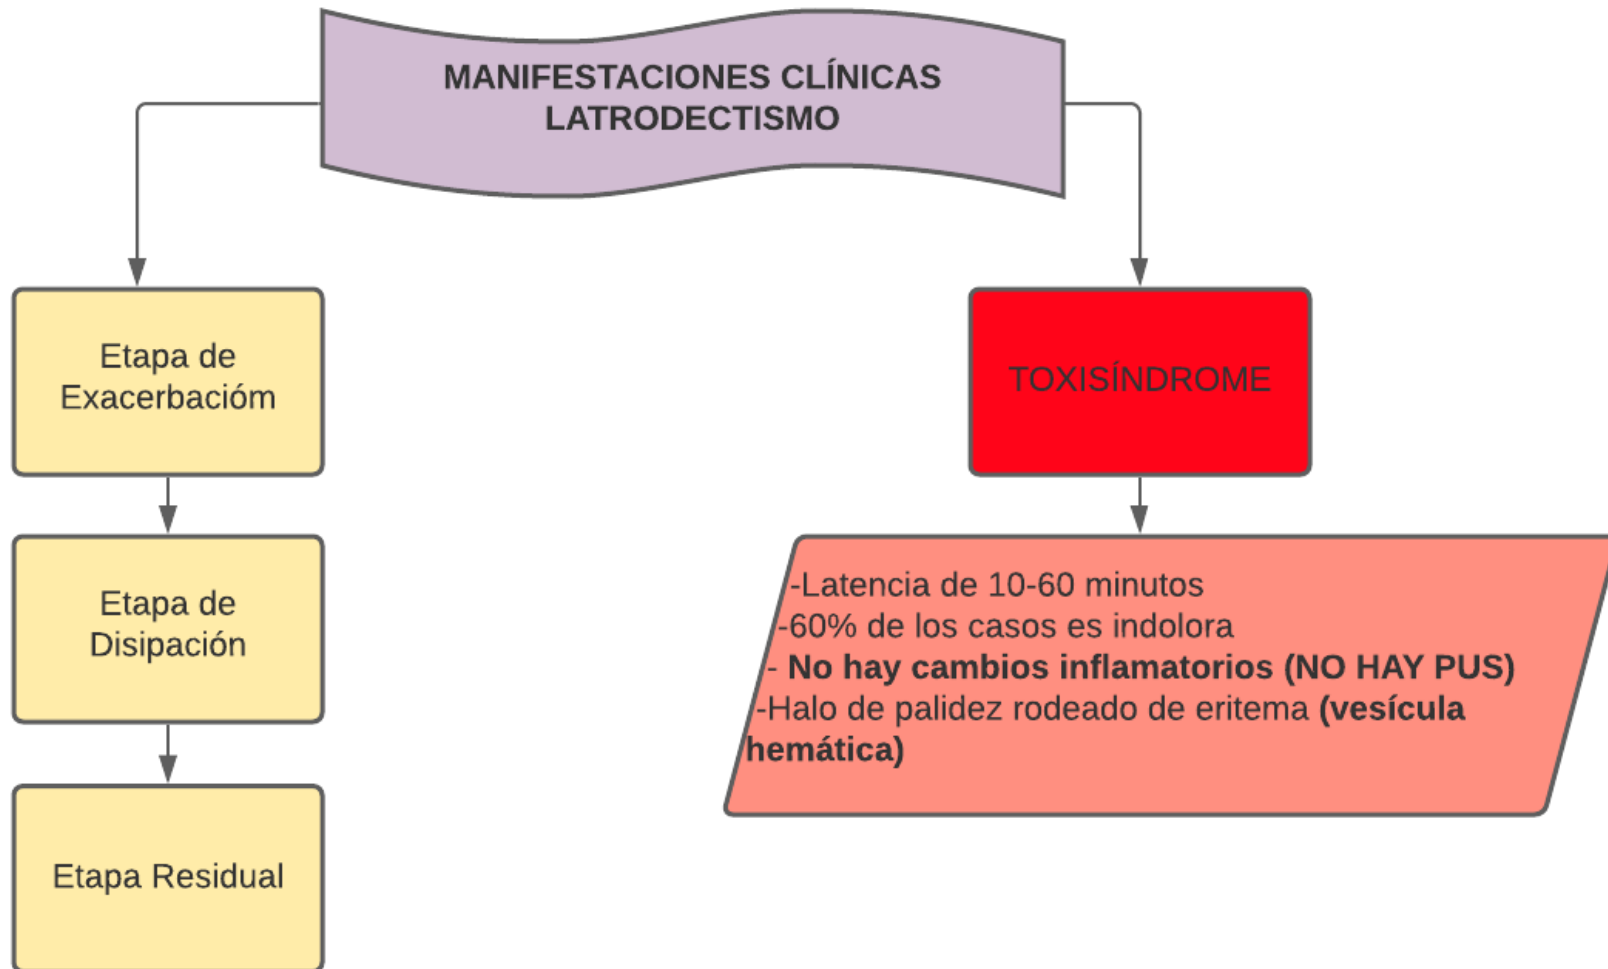 MANIFESTACIONES CLÍNICAS
LATRODECTISMO
Etapa de
Exacerbacióm
Etapa de
Disipación
Etapa Residual
TOXISÍNDROME
-Latencia de 10-60 minutos
-60% de los casos es indolora
- No hay cambios inflamatorios (NO HAY PUS)
-Halo de palidez rodeado de eritema (vesícula
hemática)